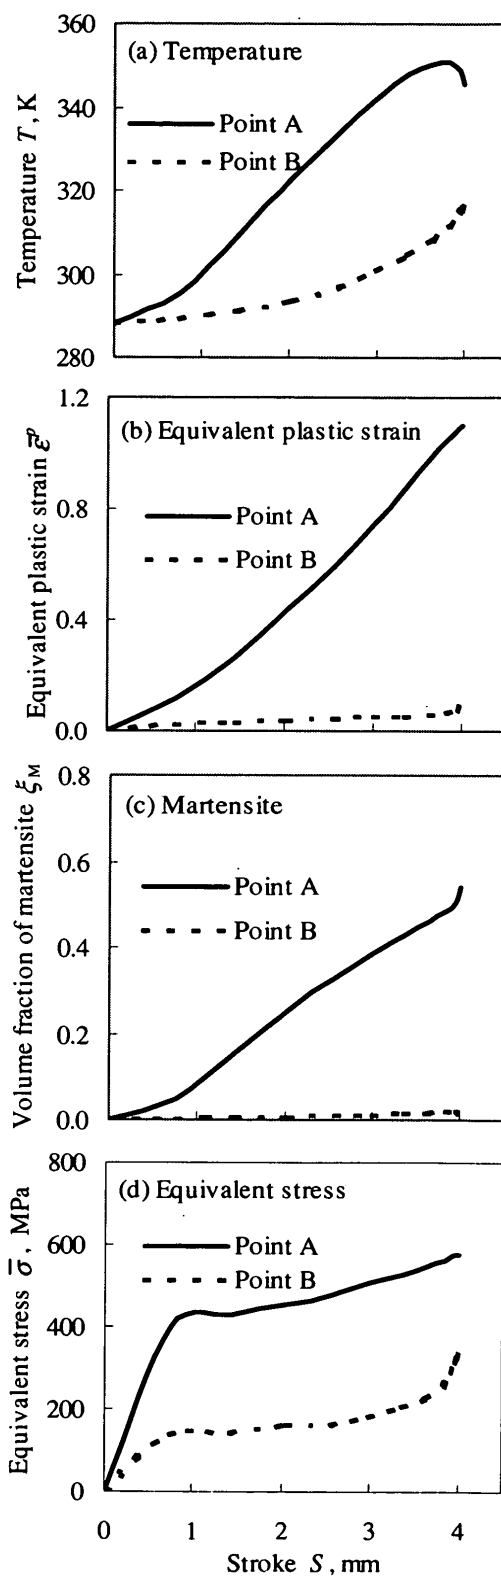 360
(a) Temperature
340
Point A
Point B
320
300
280
Temperature T, K
1.2
(b) Equivalent plastic strain
0.8
Point A
Point B
0.4
0.0
Equivalent plastic strain ε̄ᵖ
0.8
(c) Martensite
0.6
Point A
Point B
0.4
0.2
0.0
Volume fraction of martensite ξM
800
(d) Equivalent stress
600
Point A
Point B
400
200
0
Equivalent stress σ̄, MPa
0 1 2 3 4
Stroke S, mm